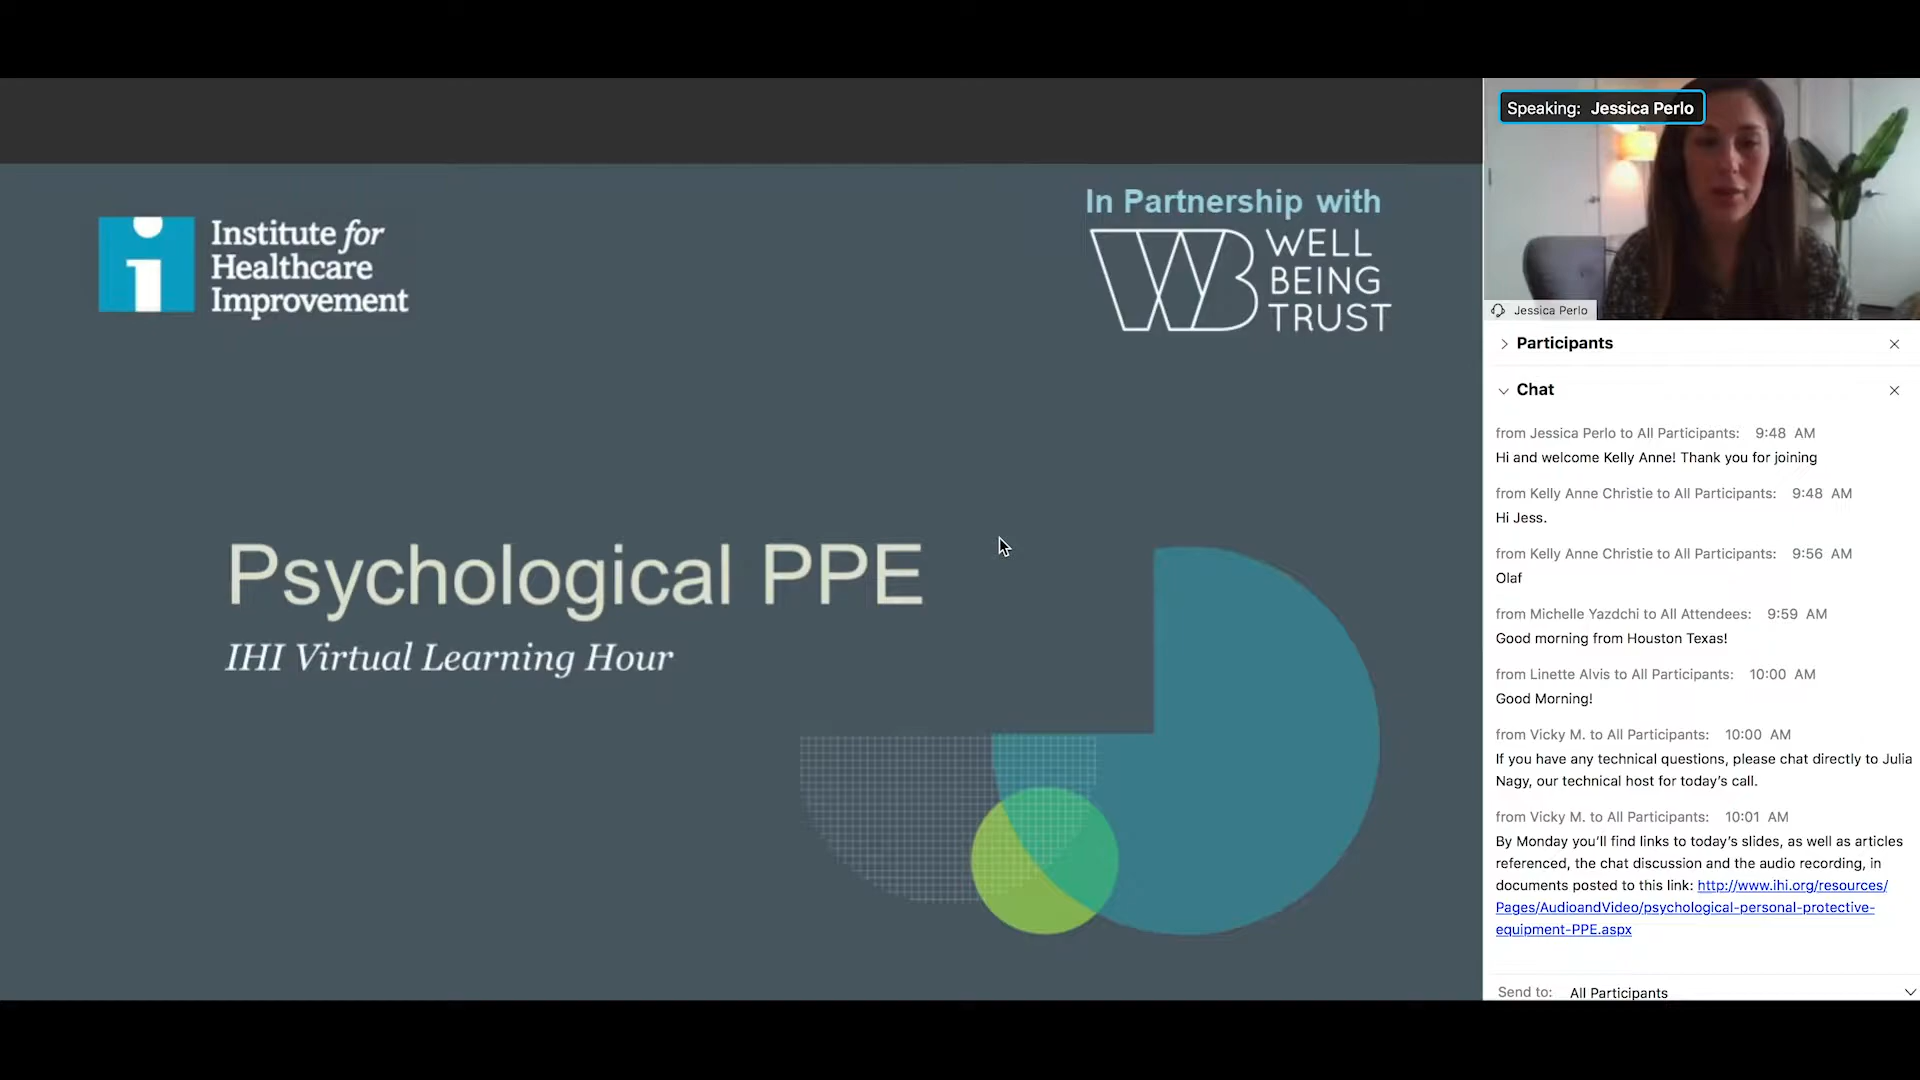 Institute for
Healthcare
Improvement
In Partnership with
WB WELL
BEING
TRUST
Psychological PPE
IHI Virtual Learning Hour
Speaking: Jessica Perlo
Jessica Perlo
Participants
Chat
from Jessica Perlo to All Participants: 9:48 AM
Hi and welcome Kelly Anne! Thank you for joining
from Kelly Anne Christie to All Participants: 9:48 AM
Hi Jess.
from Kelly Anne Christie to All Participants: 9:56 AM
Olaf
from Michelle Yazdchi to All Attendees: 9:59 AM
Good morning from Houston Texas!
from Linette Alvis to All Participants: 10:00 AM
Good Morning!
from Vicky M. to All Participants: 10:00 AM
If you have any technical questions, please chat directly to Julia
Nagy, our technical host for today’s call.
from Vicky M. to All Participants: 10:01 AM
By Monday you’ll find links to today’s slides, as well as articles
referenced, the chat discussion and the audio recording, in
documents posted to this link: http://www.ihi.org/resources/
Pages/AudioandVideo/psychological-personal-protective-
equipment-PPE.aspx
Send to: All Participants